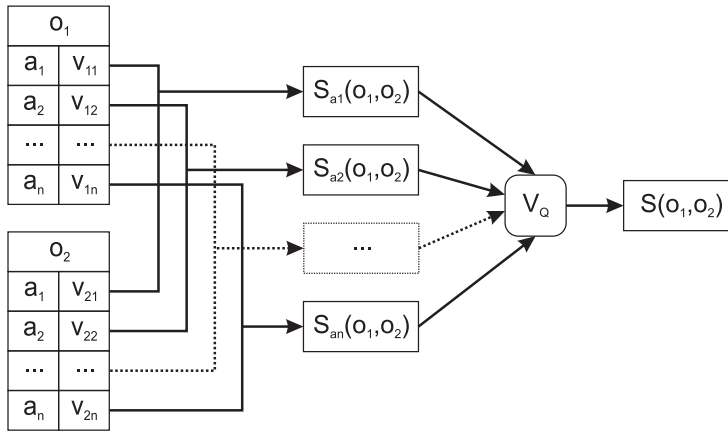 o₁
a₁ v₁₁
a₂ v₁₂
... ...
aₙ v₁ₙ
o₂
a₁ v₂₁
a₂ v₂₂
... ...
aₙ v₂ₙ
Sₐ₁(o₁,o₂)
Sₐ₂(o₁,o₂)
...
Sₐₙ(o₁,o₂)
V_Q
S(o₁,o₂)